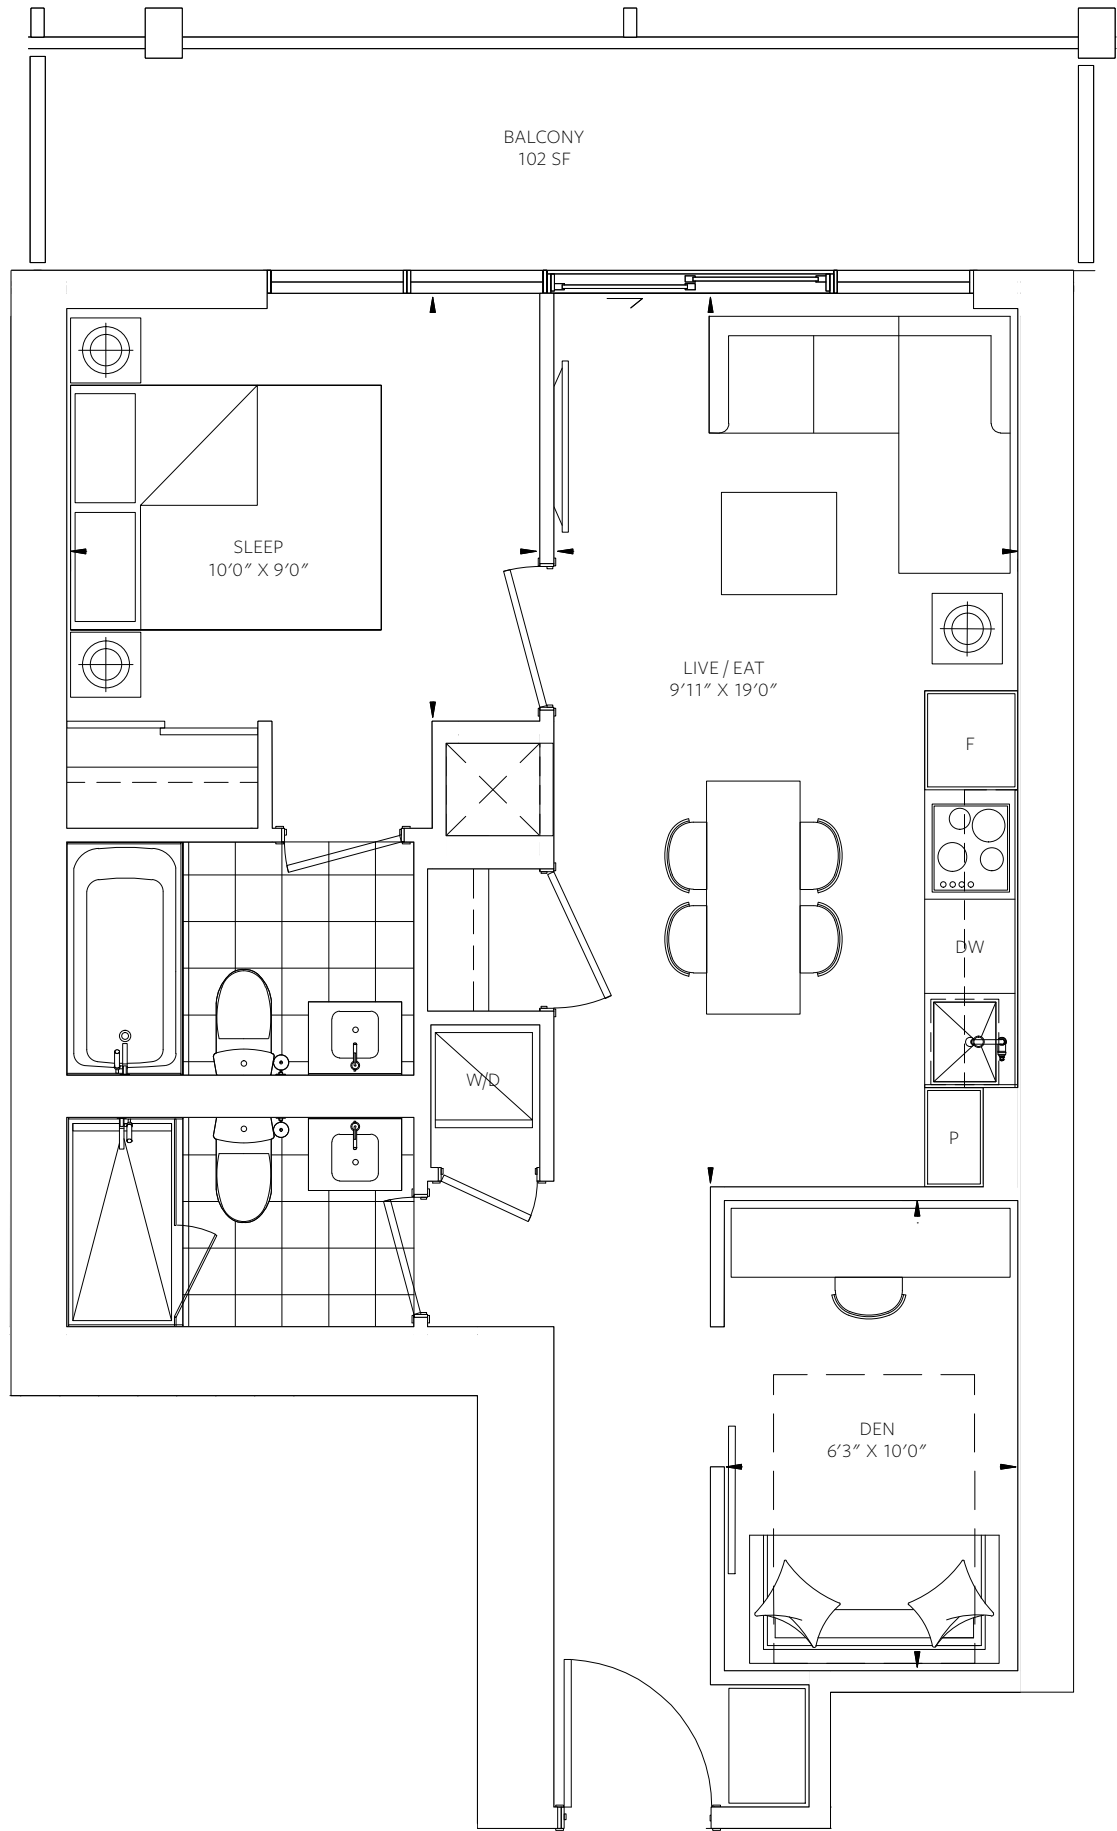 BALCONY
102 SF
SLEEP
10'0" X 9'0"
LIVE / EAT
9'11" X 19'0"
F
DW
W/D
P
DEN
6'3" X 10'0"